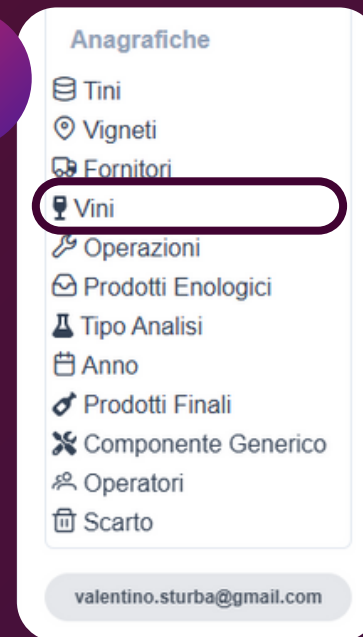 Anagrafiche
Tini
Vigneti
Fornitori
Vini
Operazioni
Prodotti Enologici
Tipo Analisi
Anno
Prodotti Finali
Componente Generico
Operatori
Scarto
valentino.sturba@gmail.com